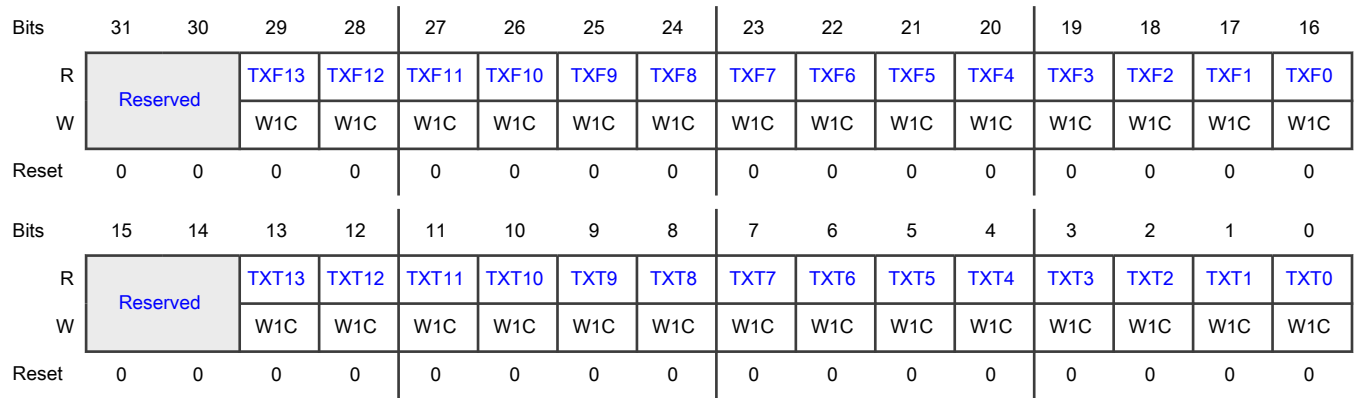 Bits 31 30 29 28 27 26 25 24 23 22 21 20 19 18 17 16
R Reserved TXF13 TXF12 TXF11 TXF10 TXF9 TXF8 TXF7 TXF6 TXF5 TXF4 TXF3 TXF2 TXF1 TXF0
W W1C W1C W1C W1C W1C W1C W1C W1C W1C W1C W1C W1C W1C W1C
Reset 0 0 0 0 0 0 0 0 0 0 0 0 0 0 0 0
Bits 15 14 13 12 11 10 9 8 7 6 5 4 3 2 1 0
R Reserved TXT13 TXT12 TXT11 TXT10 TXT9 TXT8 TXT7 TXT6 TXT5 TXT4 TXT3 TXT2 TXT1 TXT0
W W1C W1C W1C W1C W1C W1C W1C W1C W1C W1C W1C W1C W1C W1C
Reset 0 0 0 0 0 0 0 0 0 0 0 0 0 0 0 0